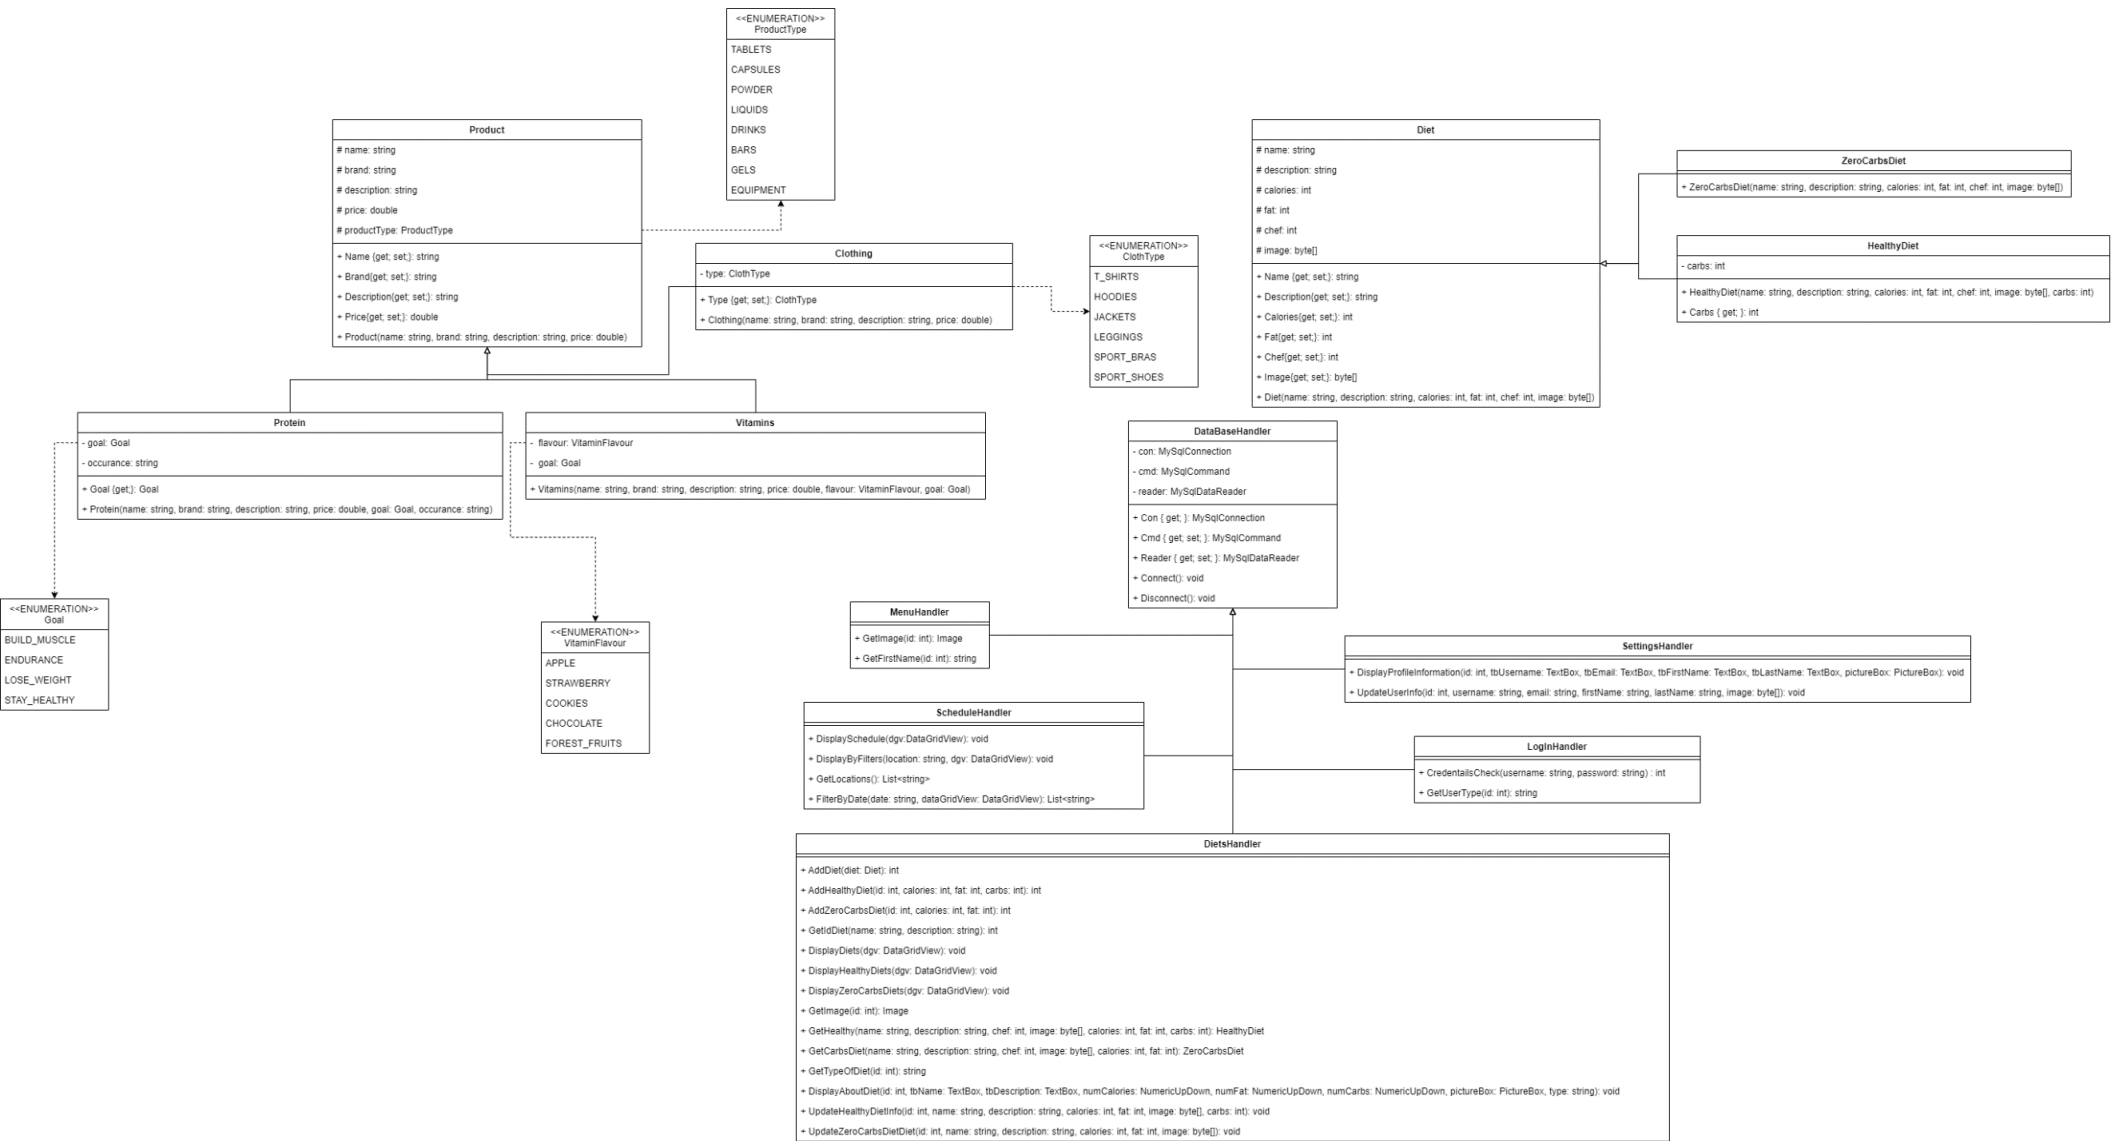 <<ENUMERATION>>
ProductType
TABLETS
CAPSULES
POWDER
LIQUIDS
DRINKS
BARS
GELS
EQUIPMENT
Product
# name: string
# brand: string
# description: string
# price: double
# productType: ProductType
+ Name {get; set;}: string
+ Brand{get; set;}: string
+ Description{get; set;}: string
+ Price{get; set;}: double
+ Product(name: string, brand: string, description: string, price: double)
Clothing
- type: ClothType
+ Type {get; set;}: ClothType
+ Clothing(name: string, brand: string, description: string, price: double)
<<ENUMERATION>>
ClothType
T_SHIRTS
HOODIES
JACKETS
LEGGINGS
SPORT_BRAS
SPORT_SHOES
Diet
# name: string
# description: string
# calories: int
# fat: int
# chef: int
# image: byte[]
+ Name {get; set;}: string
+ Description{get; set;}: string
+ Calories{get; set;}: int
+ Fat{get; set;}: int
+ Chef{get; set;}: int
+ Image{get; set;}: byte[]
+ Diet(name: string, description: string, calories: int, fat: int, chef: int, image: byte[])
ZeroCarbsDiet
+ ZeroCarbsDiet(name: string, description: string, calories: int, fat: int, chef: int, image: byte[])
HealthyDiet
- carbs: int
+ HealthyDiet(name: string, description: string, calories: int, fat: int, chef: int, image: byte[], carbs: int)
+ Carbs { get; }: int
Protein
- goal: Goal
- occurance: string
+ Goal {get;}: Goal
+ Protein(name: string, brand: string, description: string, price: double, goal: Goal, occurance: string)
Vitamins
- flavour: VitaminFlavour
- goal: Goal
+ Vitamins(name: string, brand: string, description: string, price: double, flavour: VitaminFlavour, goal: Goal)
<<ENUMERATION>>
Goal
BUILD_MUSCLE
ENDURANCE
LOSE_WEIGHT
STAY_HEALTHY
<<ENUMERATION>>
VitaminFlavour
APPLE
STRAWBERRY
COOKIES
CHOCOLATE
FOREST_FRUITS
DataBaseHandler
- con: MySqlConnection
- cmd: MySqlCommand
- reader: MySqlDataReader
+ Con { get; }: MySqlConnection
+ Cmd { get; set; }: MySqlCommand
+ Reader { get; set; }: MySqlDataReader
+ Connect(): void
+ Disconnect(): void
MenuHandler
+ GetImage(id: int): Image
+ GetFirstName(id: int): string
SettingsHandler
+ DisplayProfileInformation(id: int, tbUsername: TextBox, tbEmail: TextBox, tbFirstName: TextBox, tbLastName: TextBox, pictureBox: PictureBox): void
+ UpdateUserInfo(id: int, username: string, email: string, firstName: string, lastName: string, image: byte[]): void
ScheduleHandler
+ DisplaySchedule(dgv:DataGridView): void
+ DisplayByFilters(location: string, dgv: DataGridView): void
+ GetLocations(): List<string>
+ FilterByDate(date: string, dataGridView: DataGridView): List<string>
LogInHandler
+ CredentailsCheck(username: string, password: string) : int
+ GetUserType(id: int): string
DietsHandler
+ AddDiet(diet: Diet): int
+ AddHealthyDiet(id: int, calories: int, fat: int, carbs: int): int
+ AddZeroCarbsDiet(id: int, calories: int, fat: int): int
+ GetIdDiet(name: string, description: string): int
+ DisplayDiets(dgv: DataGridView): void
+ DisplayHealthyDiets(dgv: DataGridView): void
+ DisplayZeroCarbsDiets(dgv: DataGridView): void
+ GetImage(id: int): Image
+ GetHealthy(name: string, description: string, chef: int, image: byte[], calories: int, fat: int, carbs: int): HealthyDiet
+ GetCarbsDiet(name: string, description: string, chef: int, image: byte[], calories: int, fat: int): ZeroCarbsDiet
+ GetTypeOfDiet(id: int): string
+ DisplayAboutDiet(id: int, tbName: TextBox, tbDescription: TextBox, numCalories: NumericUpDown, numFat: NumericUpDown, numCarbs: NumericUpDown, pictureBox: PictureBox, type: string): void
+ UpdateHealthyDietInfo(id: int, name: string, description: string, calories: int, fat: int, image: byte[], carbs: int): void
+ UpdateZeroCarbsDietDiet(id: int, name: string, description: string, calories: int, fat: int, image: byte[]): void